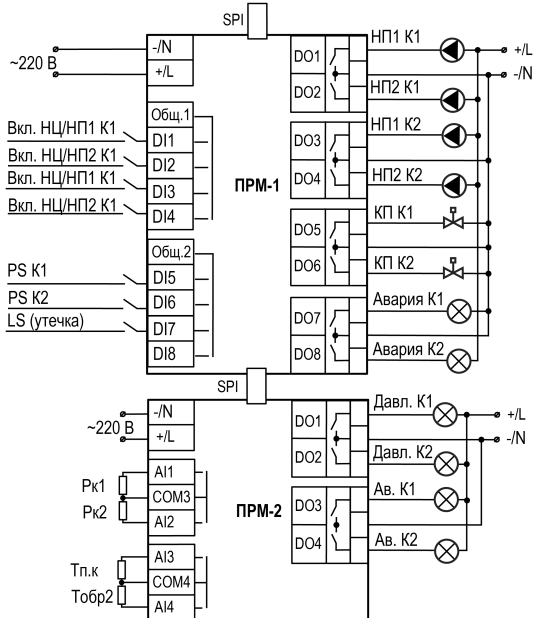 SPI
~220 В
-/N
+/L
Общ.1
Вкл. НЦ/НП1 К1
DI1
Вкл. НЦ/НП2 К1
DI2
Вкл. НЦ/НП1 К1
DI3
Вкл. НЦ/НП2 К1
DI4
Общ.2
PS К1
DI5
PS К2
DI6
LS (утечка)
DI7
DI8
ПРМ-1
DO1
НП1 К1
+/L
-/N
DO2
НП2 К1
DO3
НП1 К2
DO4
НП2 К2
DO5
КП К1
DO6
КП К2
DO7
Авария К1
DO8
Авария К2
SPI
~220 В
-/N
+/L
AI1
Рк1
COM3
Рк2
AI2
AI3
Тп.к
COM4
Тобр2
AI4
ПРМ-2
DO1
Давл. К1
+/L
-/N
DO2
Давл. К2
DO3
Ав. К1
DO4
Ав. К2